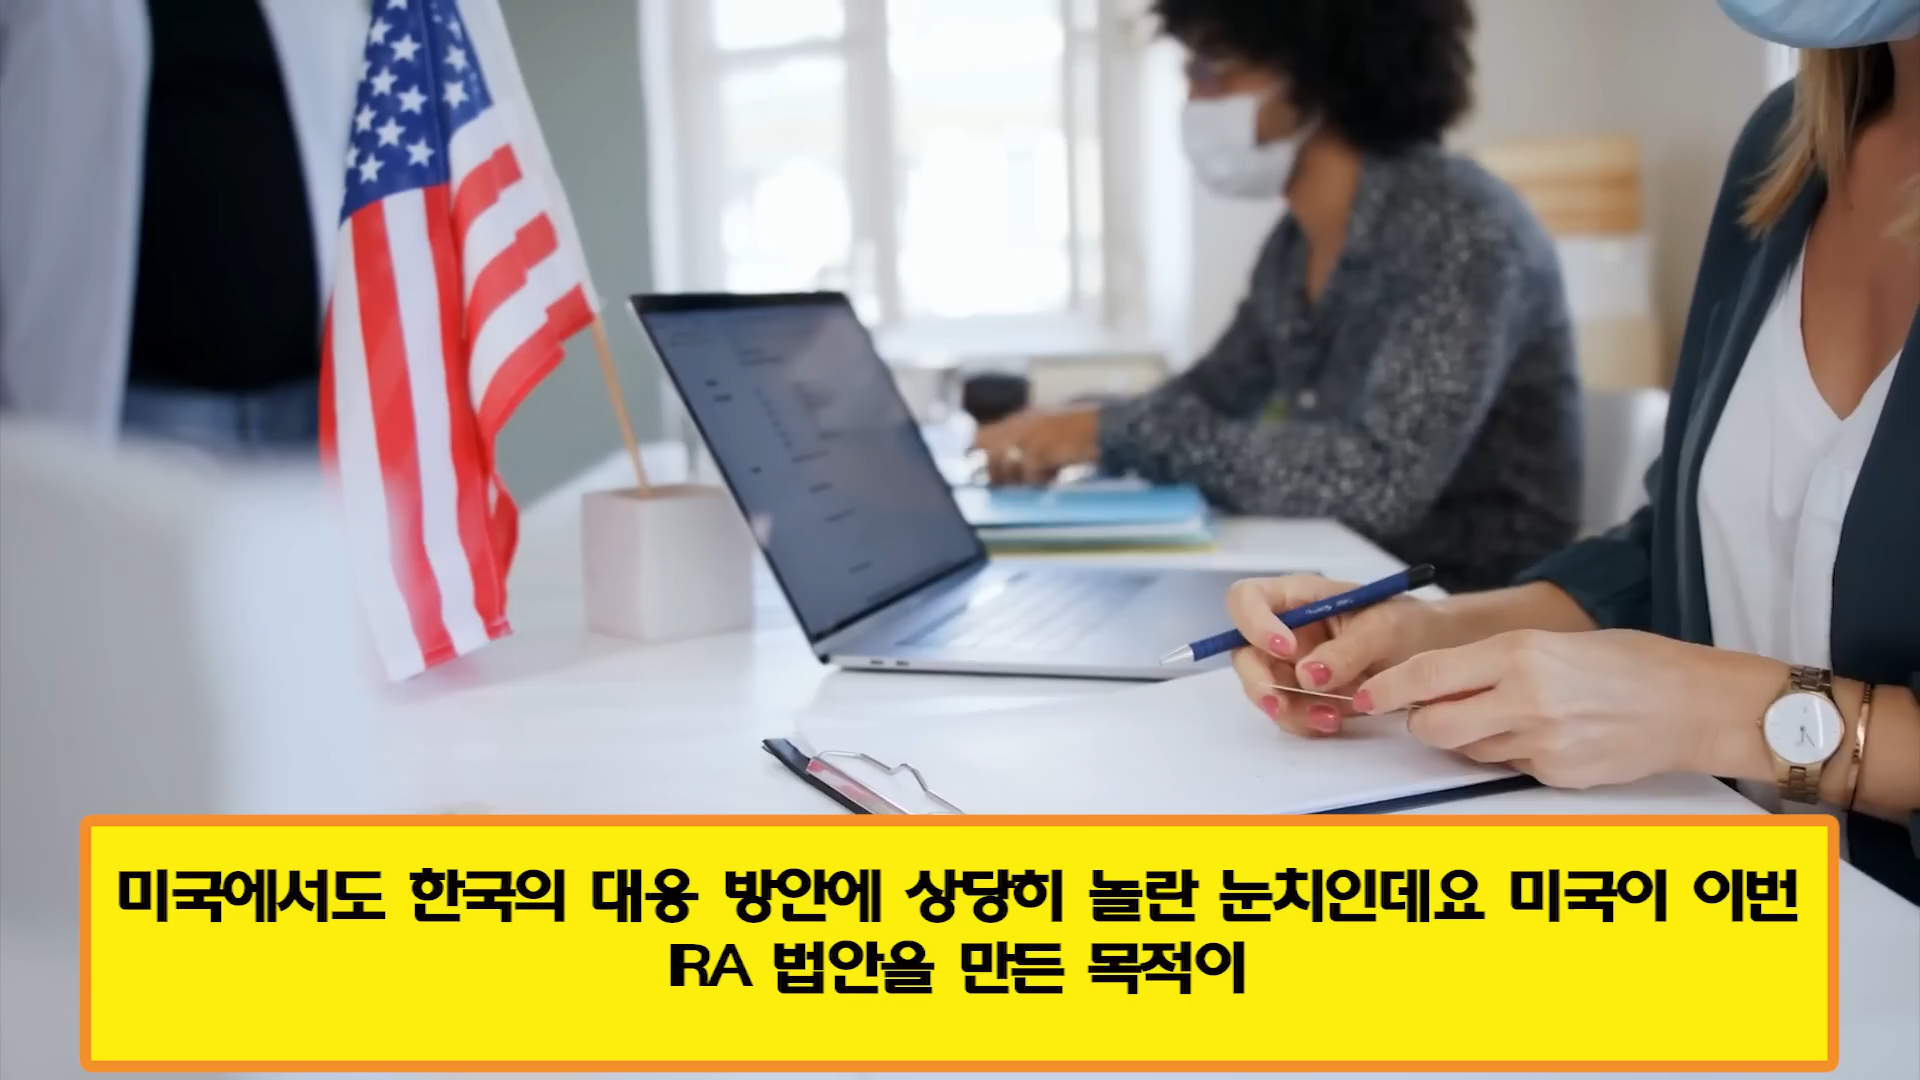 미국에서도 한국의 대응 방안에 상당히 놀란 눈치인데요 미국이 이번
IRA 법안을 만든 목적이